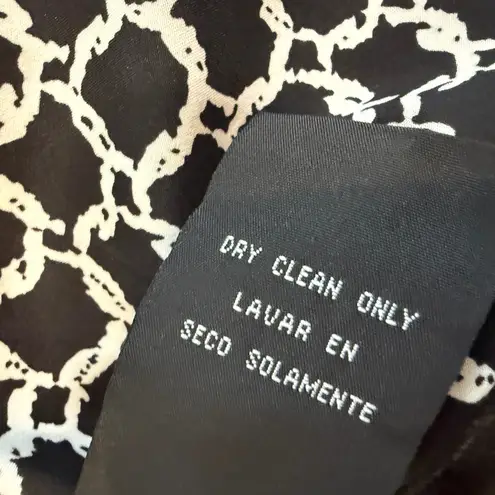 DRY CLEAN ONLY
LAVAR EN
SECO SOLAMENTE